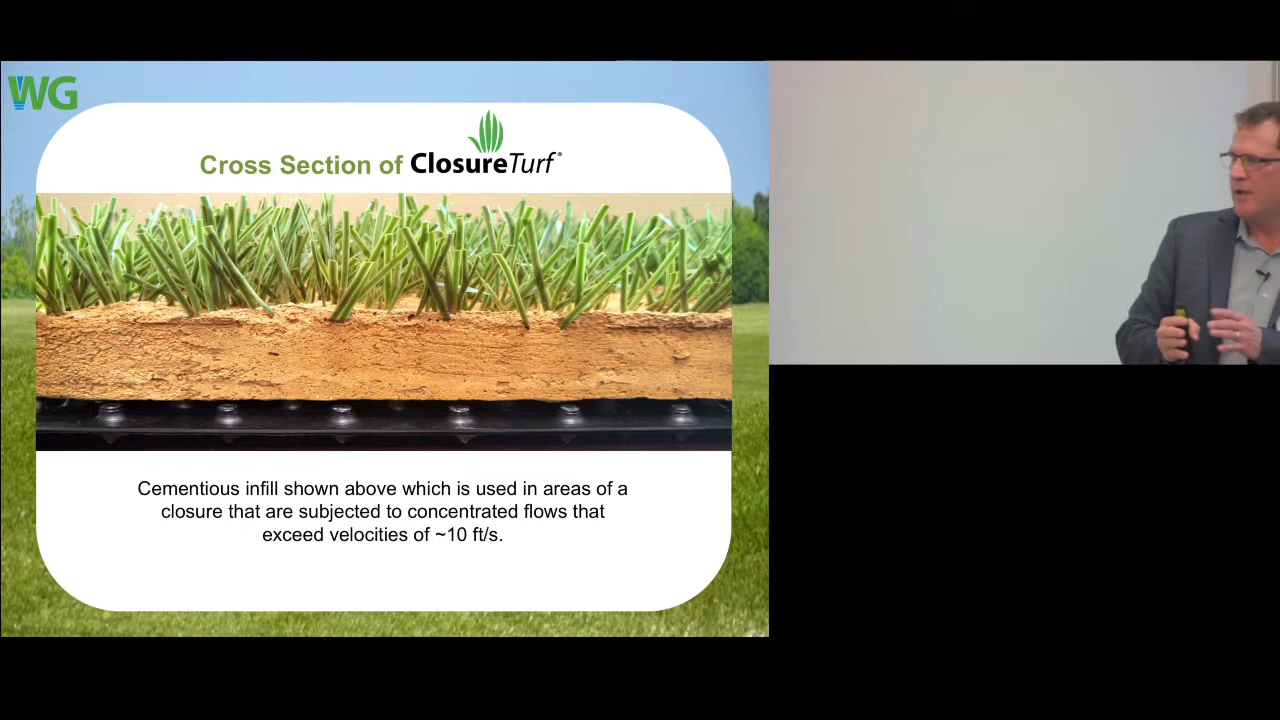 WG
Cross Section of ClosureTurf®
Cementious infill shown above which is used in areas of a
closure that are subjected to concentrated flows that
exceed velocities of ~10 ft/s.